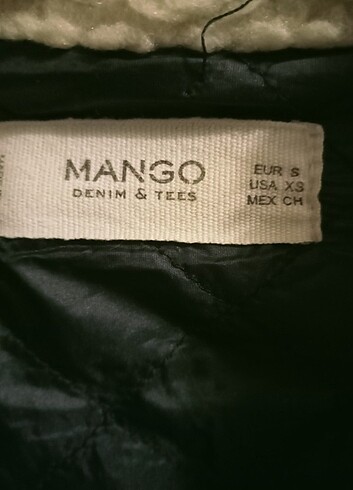 MANGO
DENIM & TEES
EUR S
USA XS
MEX CH